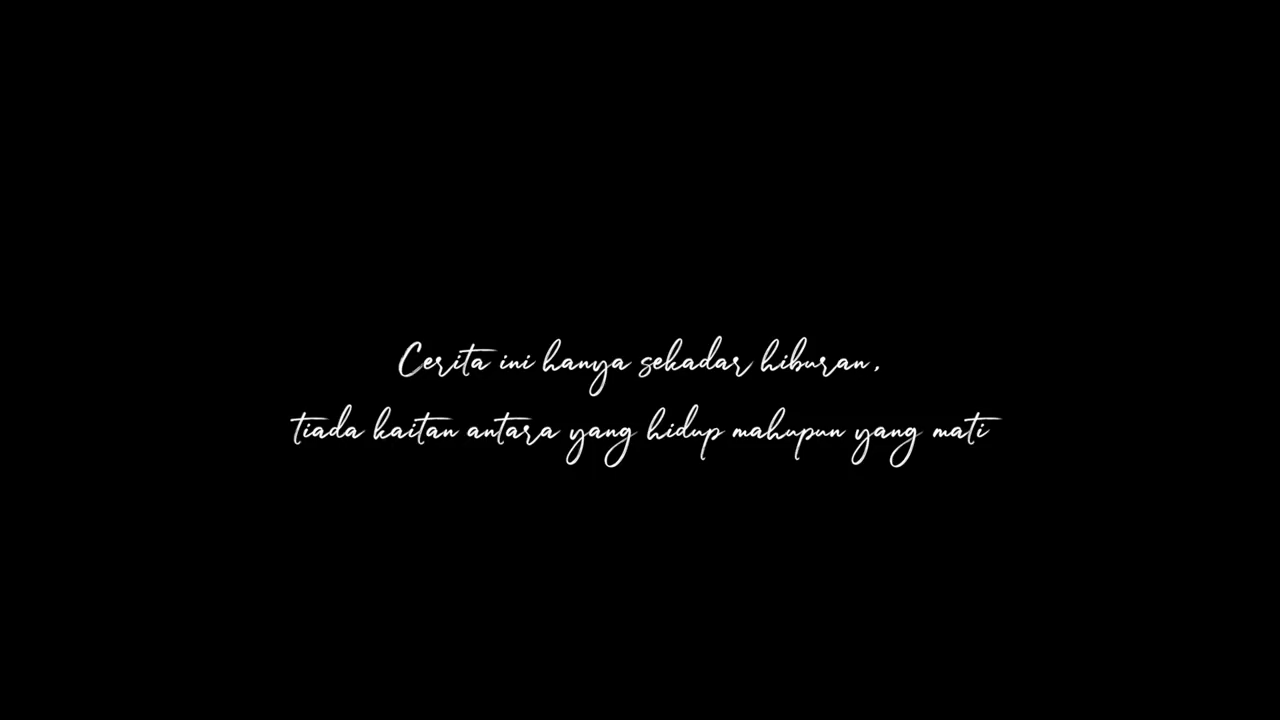 Cerita ini hanya sekadar hiburan,
tiada kaitan antara yang hidup mahupun yang mati